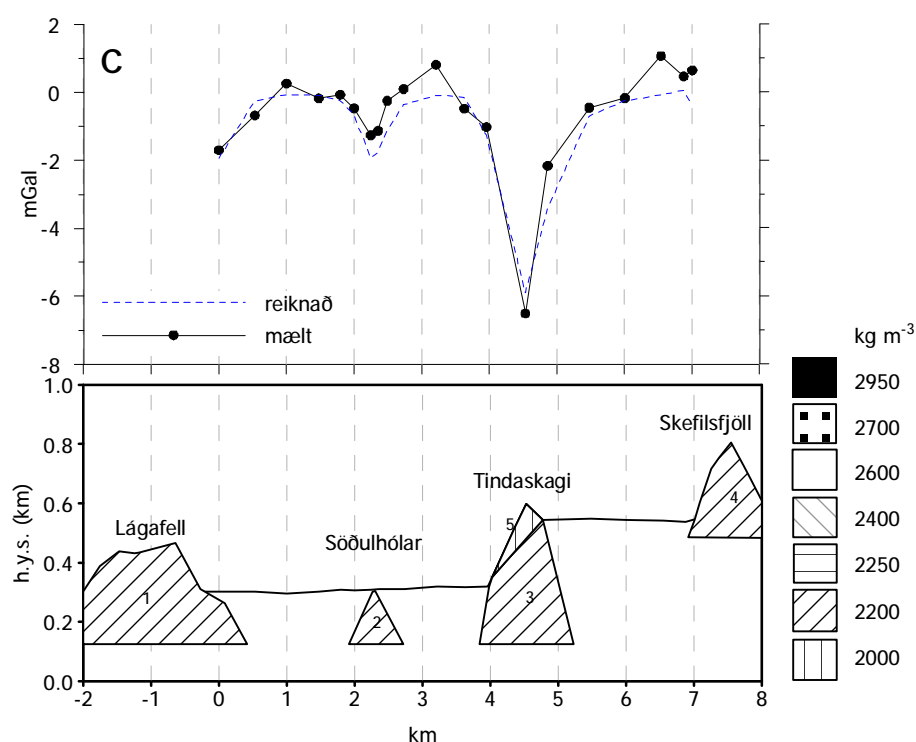 C
2
0
-2
-4
-6
-8
mGal
reiknað
mælt
kg m-3
2950
2700
2600
2400
2250
2200
2000
1.0
0.8
0.6
0.4
0.2
0.0
h.y.s. (km)
Lágafell
Söðulhólar
Tindaskagi
Skefilsfjöll
1
2
3
4
5
-2 -1 0 1 2 3 4 5 6 7 8
km